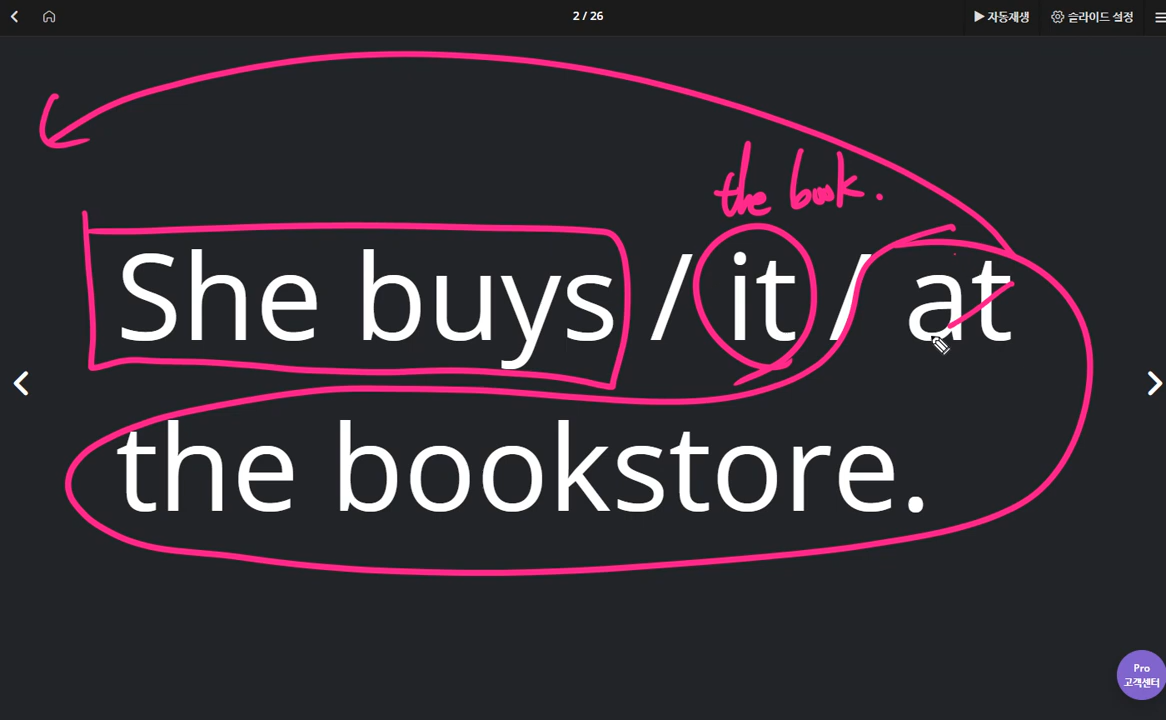 2 / 26
자동재생
슬라이드 설정
the book.
She buys / it / at
the bookstore.
Pro
고객센터